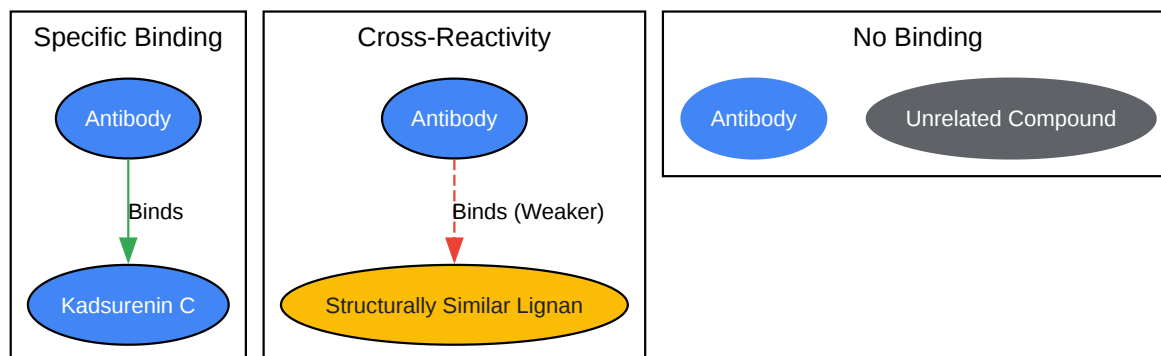 Specific Binding
Antibody
Binds
Kadsurenin C
Cross-Reactivity
Antibody
Binds (Weaker)
Structurally Similar Lignan
No Binding
Antibody
Unrelated Compound